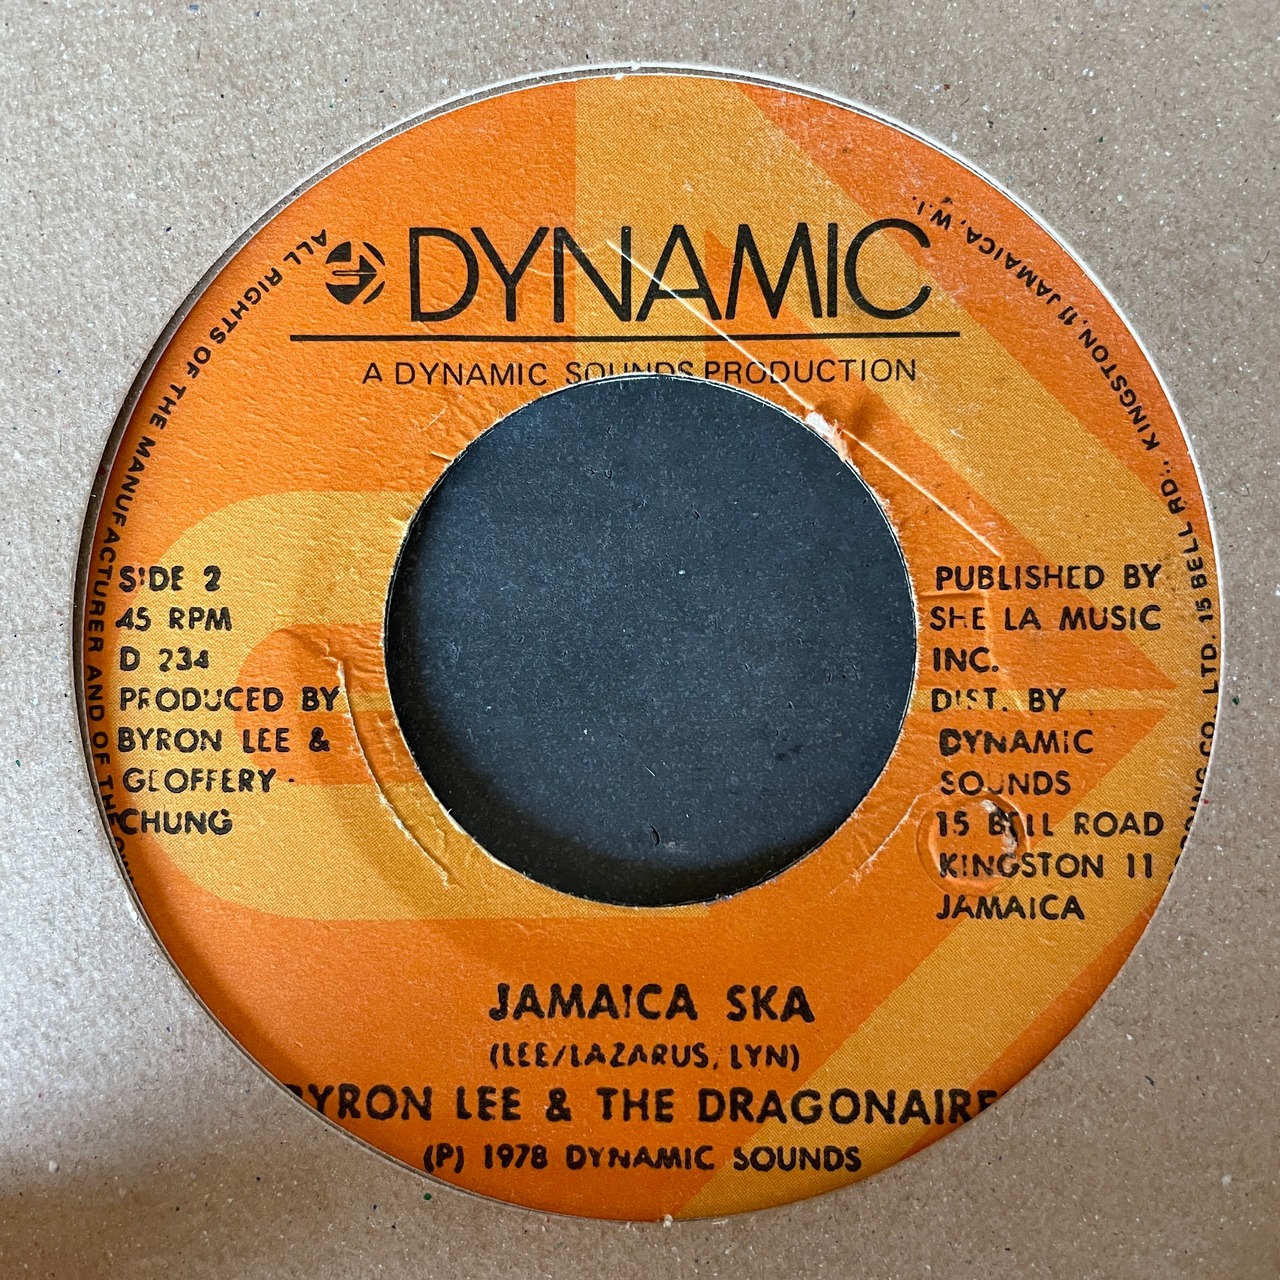 DYNAMIC
A DYNAMIC SOUNDS PRODUCTION
ALL RIGHTS OF THE MANUFACTURER AND OF THE
LTD. 15 BELL RD., KINGSTON, 11 JAMAICA, W.I.
SIDE 2
45 RPM
D 234
PRODUCED BY
BYRON LEE &
GEOFFERY -
CHUNG
PUBLISHED BY
SHE LA MUSIC
INC.
DIST. BY
DYNAMIC
SOUNDS
15 BELL ROAD
KINGSTON 11
JAMAICA
JAMAICA SKA
(LEE/LAZARUS, LYN)
BYRON LEE & THE DRAGONAIRE
(P) 1978 DYNAMIC SOUNDS